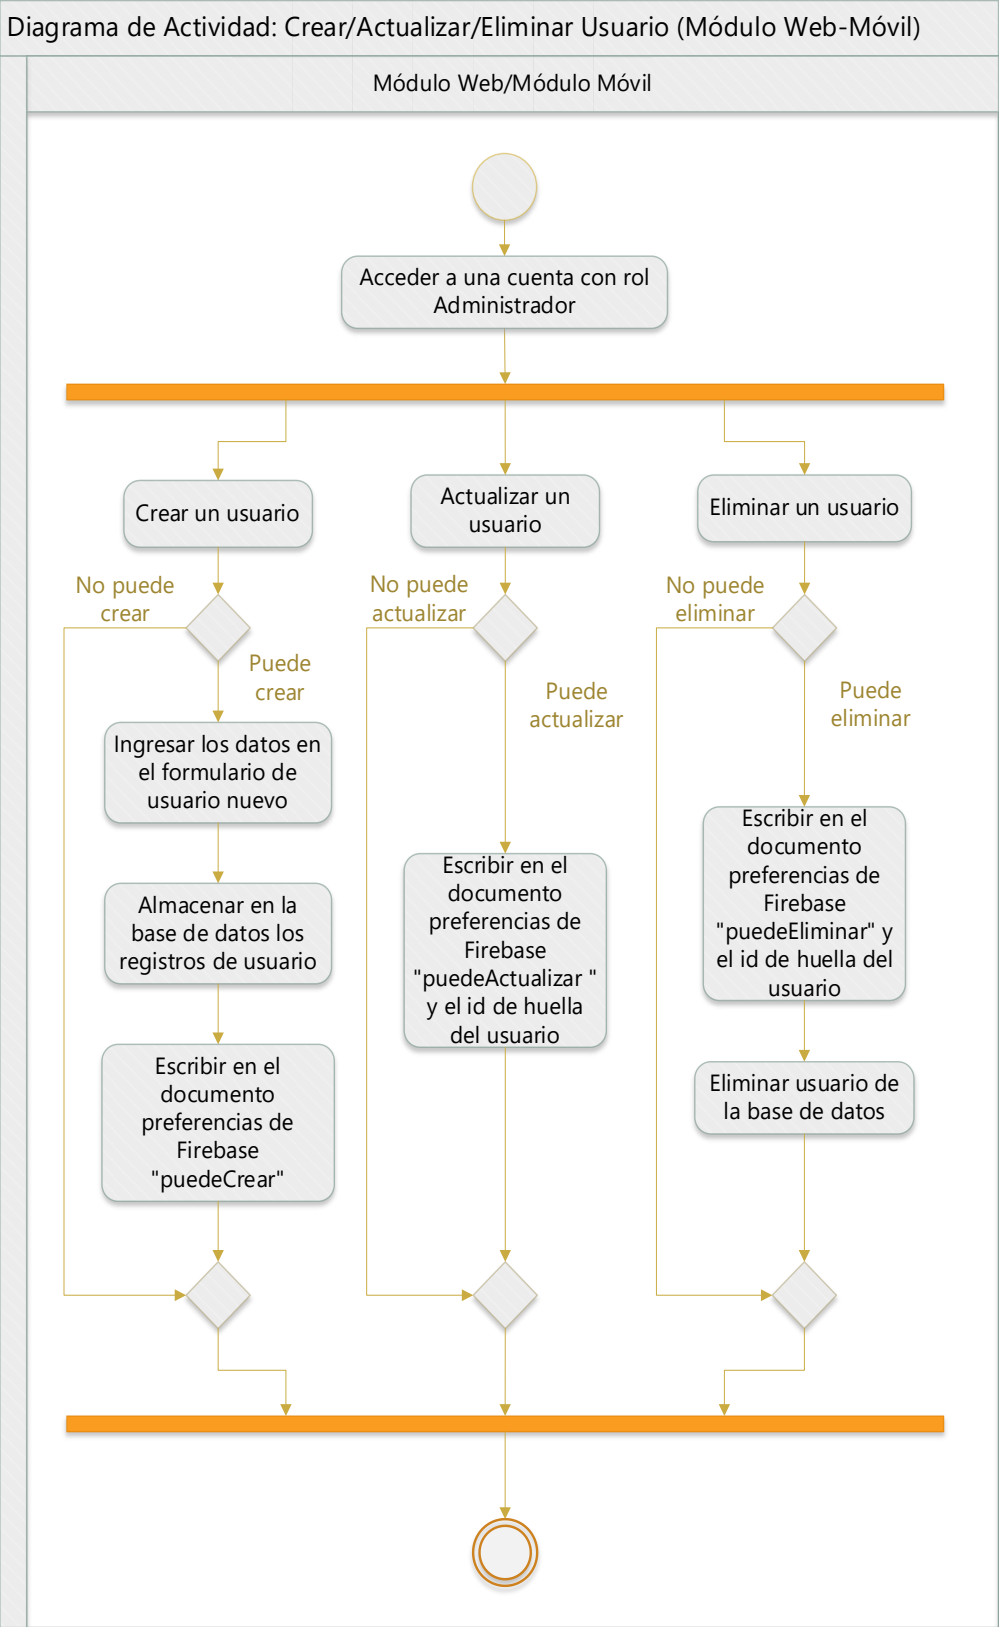 Diagrama de Actividad: Crear/Actualizar/Eliminar Usuario (Módulo Web-Móvil)
Módulo Web/Módulo Móvil
Acceder a una cuenta con rol
Administrador
Crear un usuario
Actualizar un
usuario
Eliminar un usuario
No puede
crear
No puede
actualizar
No puede
eliminar
Puede
crear
Puede
actualizar
Puede
eliminar
Ingresar los datos en
el formulario de
usuario nuevo
Almacenar en la
base de datos los
registros de usuario
Escribir en el
documento
preferencias de
Firebase
"puedeCrear"
Escribir en el
documento
preferencias de
Firebase
"puedeActualizar "
y el id de huella
del usuario
Escribir en el
documento
preferencias de
Firebase
"puedeEliminar" y
el id de huella del
usuario
Eliminar usuario de
la base de datos